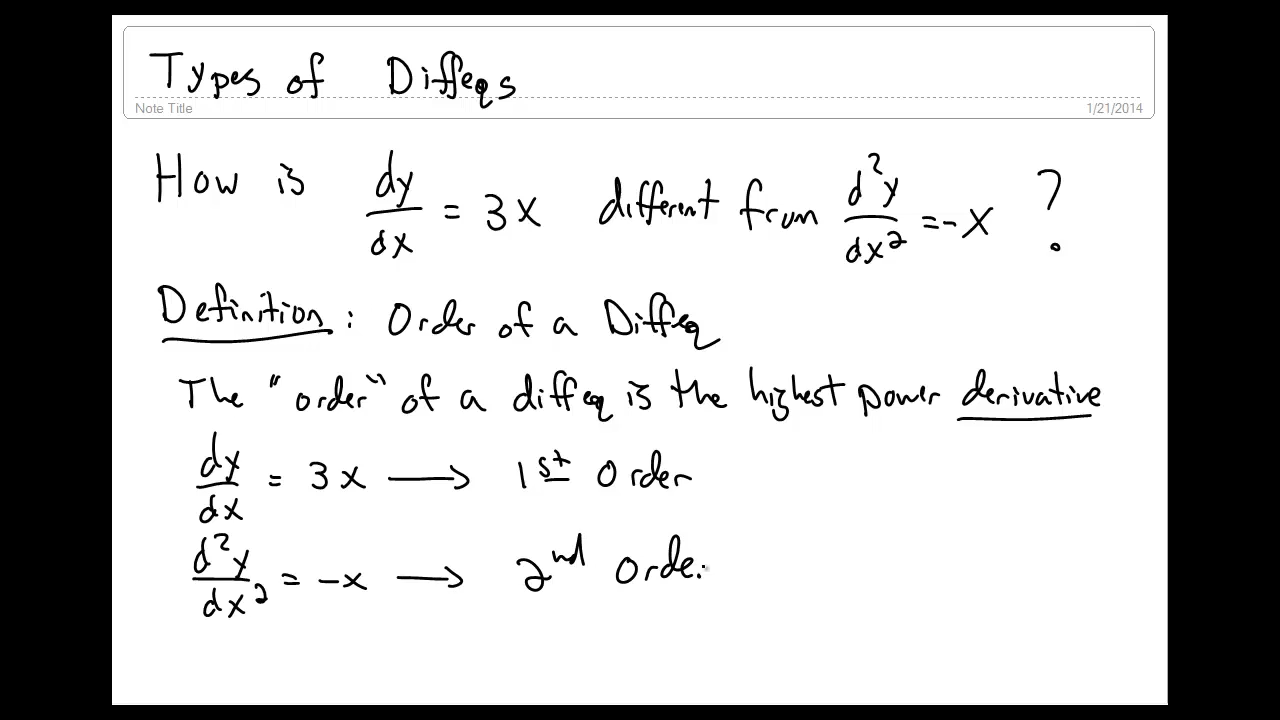 Types of Diffeqs
Note Title 1/21/2014
How is dy/dx = 3x different from d²y/dx² = -x ?
Definition: Order of a Diffeq
The "order" of a diffeq is the highest power derivative
dy/dx = 3x → 1st Order
d²y/dx² = -x → 2nd Orde